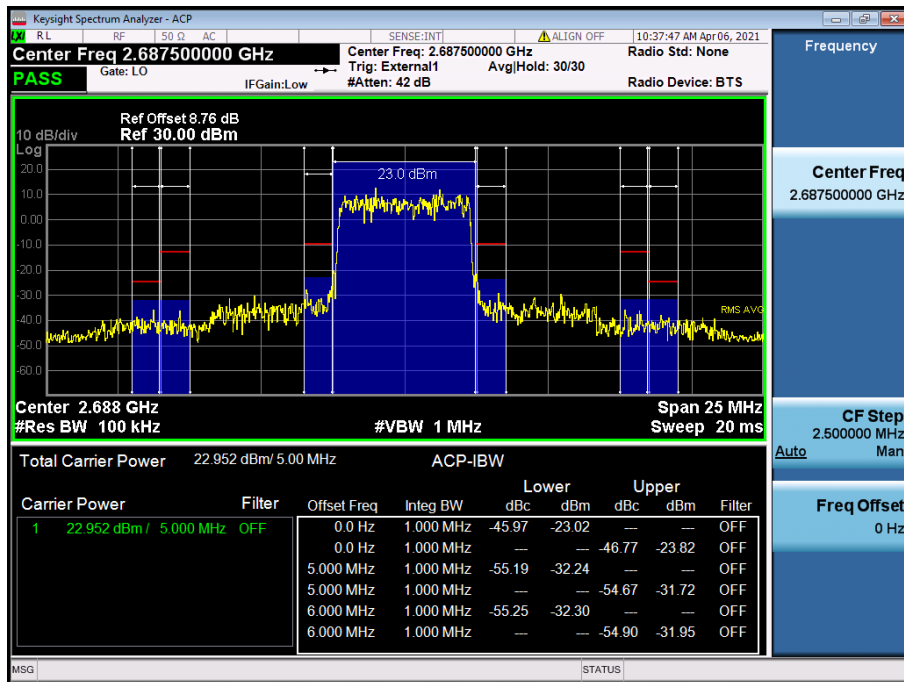 Keysight Spectrum Analyzer - ACP
LXI RL RF 50 Ω AC SENSE:INT ALIGN OFF 10:37:47 AM Apr 06, 2021
Center Freq 2.687500000 GHz
PASS
Gate: LO
IFGain:Low
Center Freq: 2.687500000 GHz
Trig: External1 Avg|Hold: 30/30
#Atten: 42 dB
Radio Std: None
Radio Device: BTS
Ref Offset 8.76 dB
10 dB/div Ref 30.00 dBm
Log
23.0 dBm
20.0
10.0
0.00
-10.0
-20.0
-30.0
-40.0
-50.0
-60.0
RMS AVG
Center 2.688 GHz Span 25 MHz
#Res BW 100 kHz #VBW 1 MHz Sweep 20 ms
Total Carrier Power 22.952 dBm/ 5.00 MHz ACP-IBW
Lower Upper
Carrier Power Filter Offset Freq Integ BW dBc dBm dBc dBm Filter
1 22.952 dBm / 5.000 MHz OFF
0.0 Hz 1.000 MHz -45.97 -23.02 --- --- OFF
0.0 Hz 1.000 MHz --- --- -46.77 -23.82 OFF
5.000 MHz 1.000 MHz -55.19 -32.24 --- --- OFF
5.000 MHz 1.000 MHz --- --- -54.67 -31.72 OFF
6.000 MHz 1.000 MHz -55.25 -32.30 --- --- OFF
6.000 MHz 1.000 MHz --- --- -54.90 -31.95 OFF
MSG STATUS
Frequency
Center Freq
2.687500000 GHz
CF Step
2.500000 MHz
Auto Man
Freq Offset
0 Hz